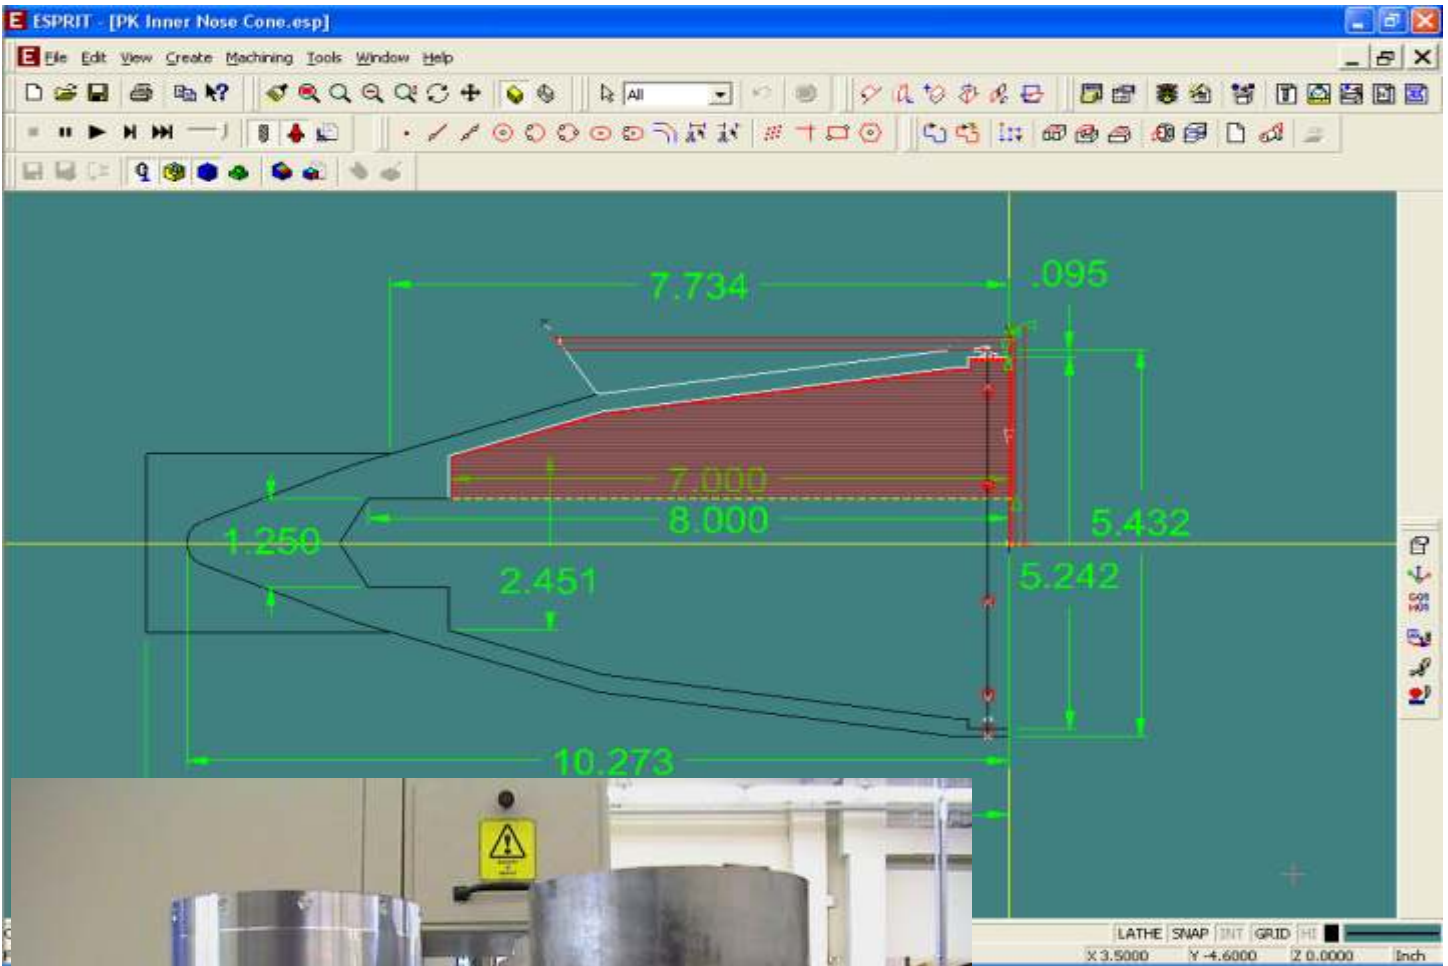 ESPRIT - [PK Inner Nose Cone.esp]
File Edit View Create Machining Tools Window Help
All
7.734
.095
7.000
8.000
1.250
5.432
2.451
5.242
10.273
LATHE SNAP INT GRID HI
X 3.5000 Y -4.6000 Z 0.0000 Inch